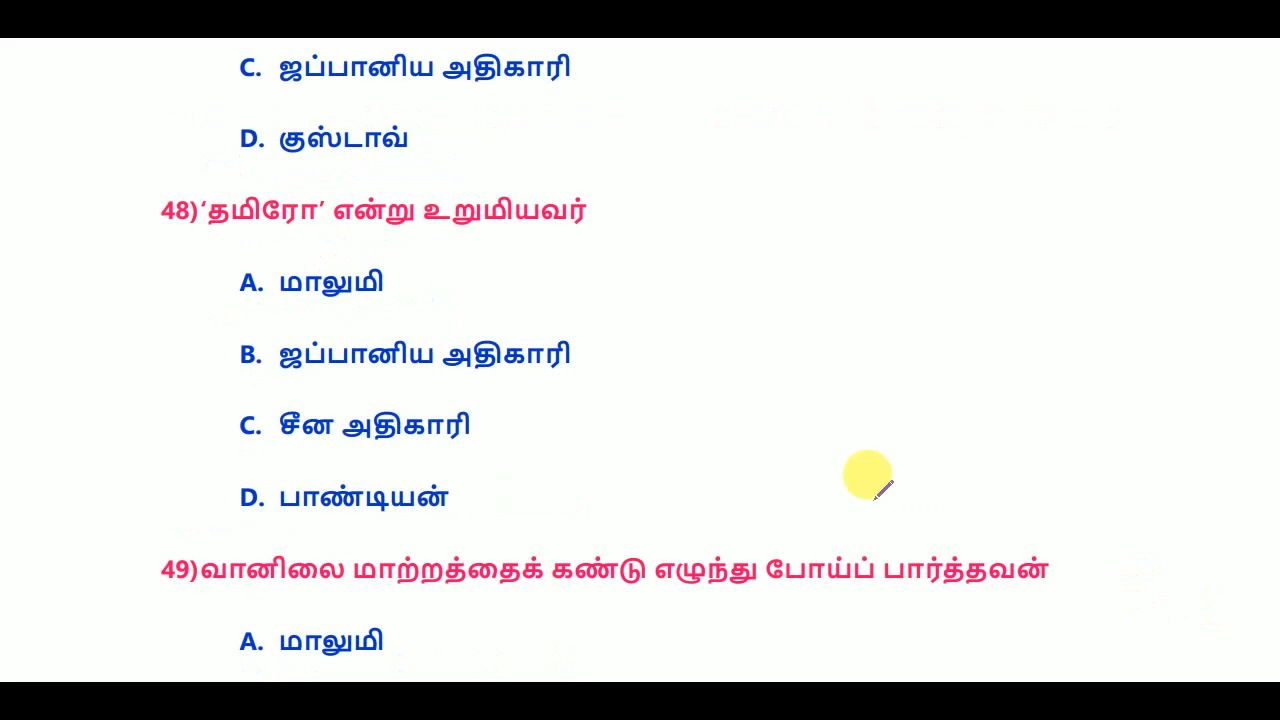 C. ஜப்பானிய அதிகாரி
D. குஸ்டாவ்
48)‘தமிரோ’ என்று உறுமியவர்
A. மாலுமி
B. ஜப்பானிய அதிகாரி
C. சீன அதிகாரி
D. பாண்டியன்
49)வானிலை மாற்றத்தைக் கண்டு எழுந்து போய்ப் பார்த்தவன்
A. மாலுமி